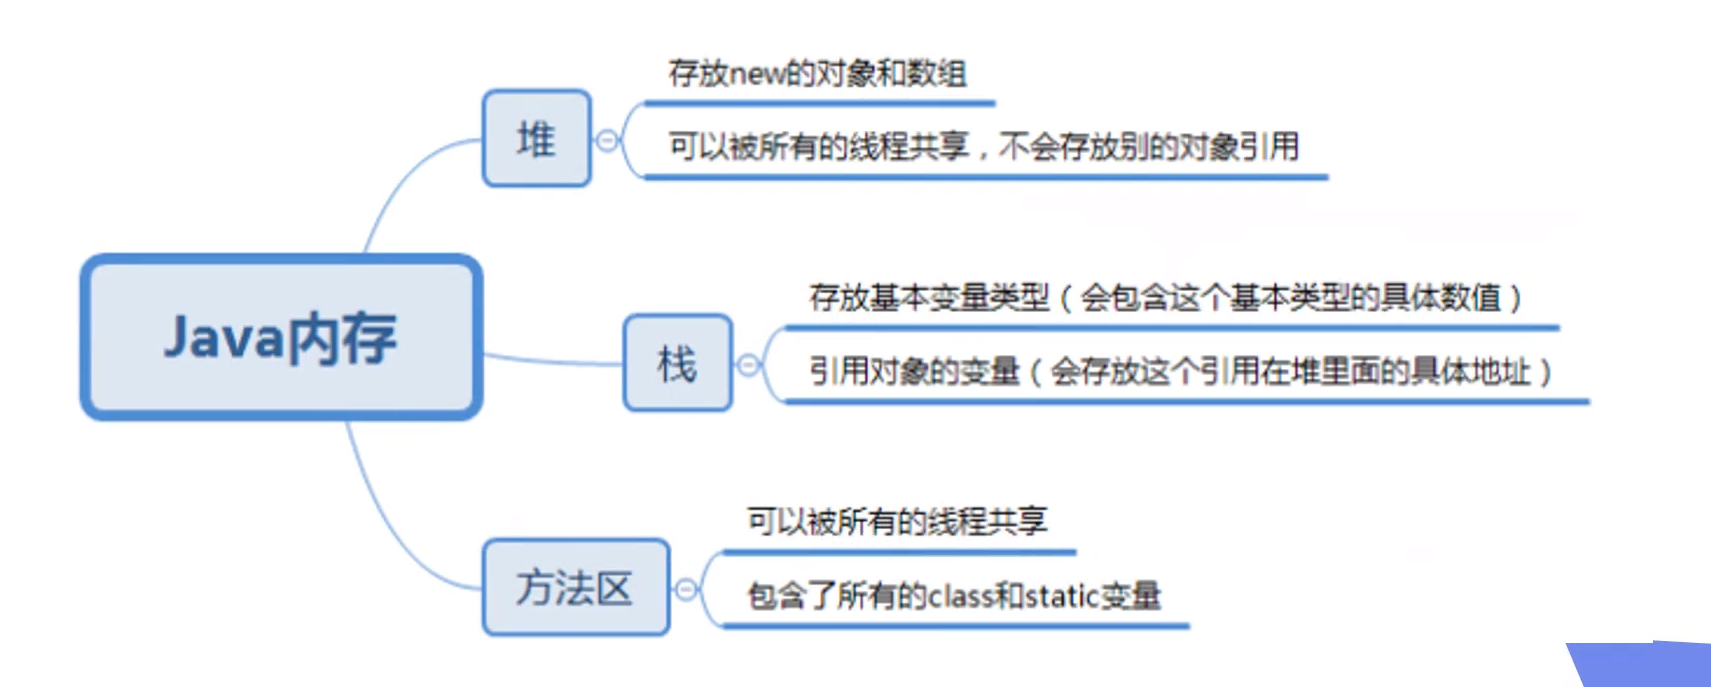 存放new的对象和数组
堆
可以被所有的线程共享，不会存放别的对象引用
存放基本变量类型（会包含这个基本类型的具体数值）
Java内存
栈
引用对象的变量（会存放这个引用在堆里面的具体地址）
可以被所有的线程共享
方法区
包含了所有的class和static变量